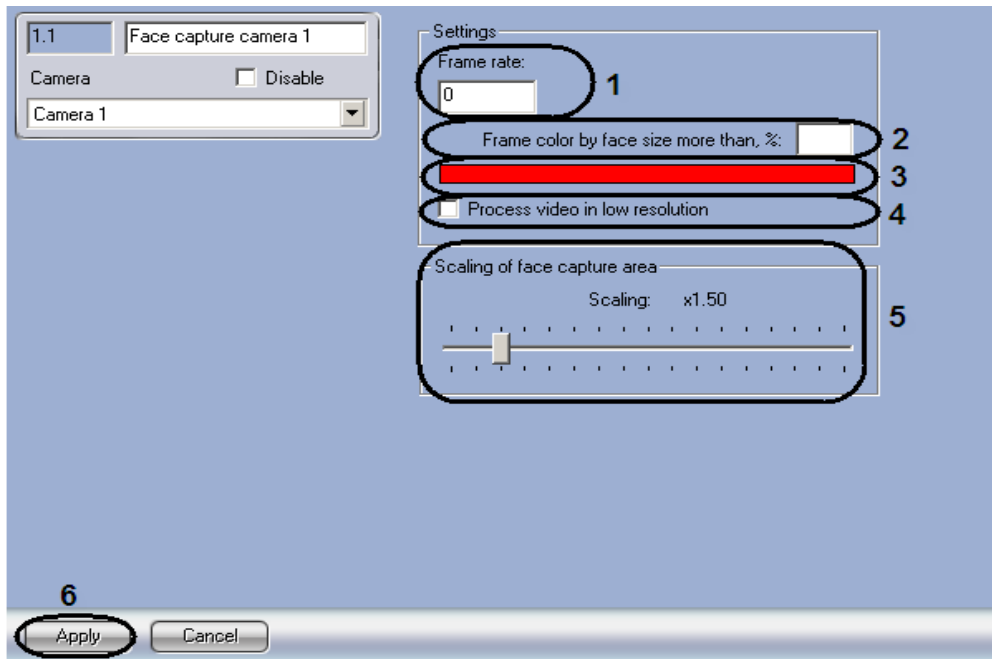 1.1 Face capture camera 1
Camera Disable
Camera 1
Settings
Frame rate:
0
1
Frame color by face size more than, %:
2
3
Process video in low resolution
4
Scaling of face capture area
Scaling: x1.50
5
6
Apply Cancel